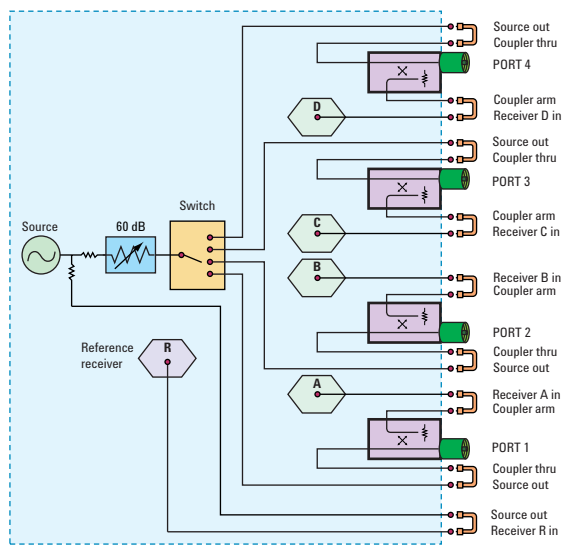 Source out
Coupler thru
PORT 4
Coupler arm
D
Receiver D in
Source out
Coupler thru
PORT 3
Switch
Coupler arm
Source
60 dB
C
Receiver C in
B
Receiver B in
Coupler arm
PORT 2
Reference
receiver
R
Coupler thru
Source out
A
Receiver A in
Coupler arm
PORT 1
Coupler thru
Source out
Source out
Receiver R in